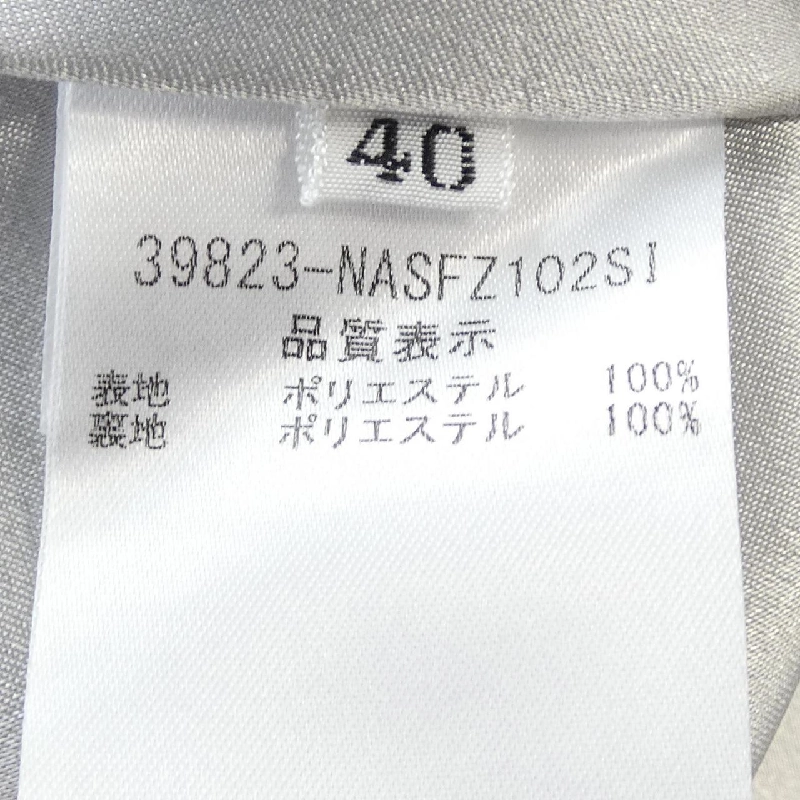 40
39823-NASFZ102SI
品質表示
表地 ポリエステル 100%
裏地 ポリエステル 100%